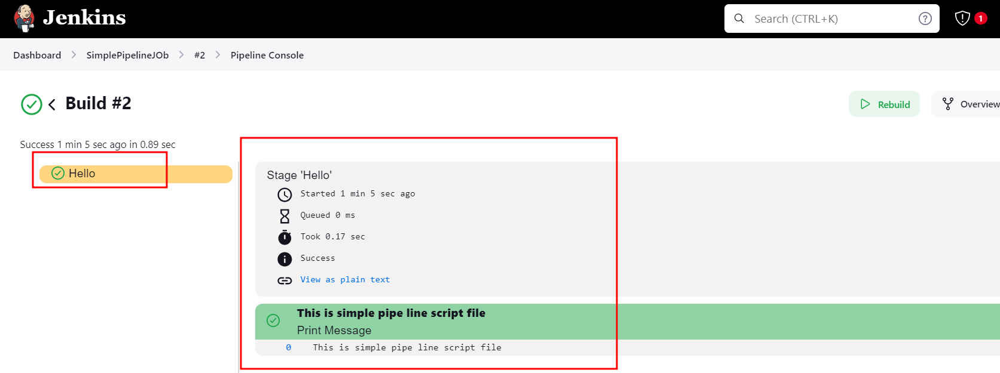 Jenkins
Search (CTRL+K)
1
Dashboard > SimplePipelineJOb > #2 > Pipeline Console
Build #2
Rebuild
Overview
Success 1 min 5 sec ago in 0.89 sec
Hello
Stage 'Hello'
Started 1 min 5 sec ago
Queued 0 ms
Took 0.17 sec
Success
View as plain text
This is simple pipe line script file
Print Message
0 This is simple pipe line script file